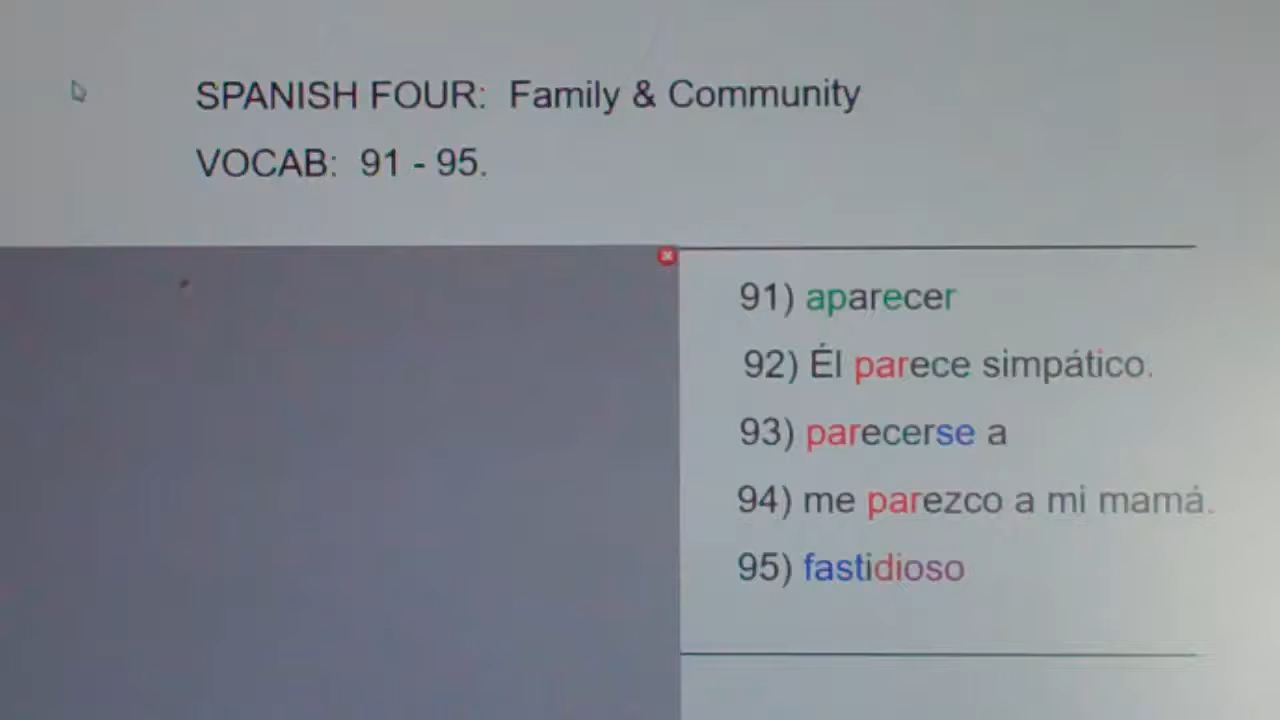 SPANISH FOUR: Family & Community
VOCAB: 91 - 95.
91) aparecer
92) Él parece simpático.
93) parecerse a
94) me parezco a mi mamá.
95) fastidioso